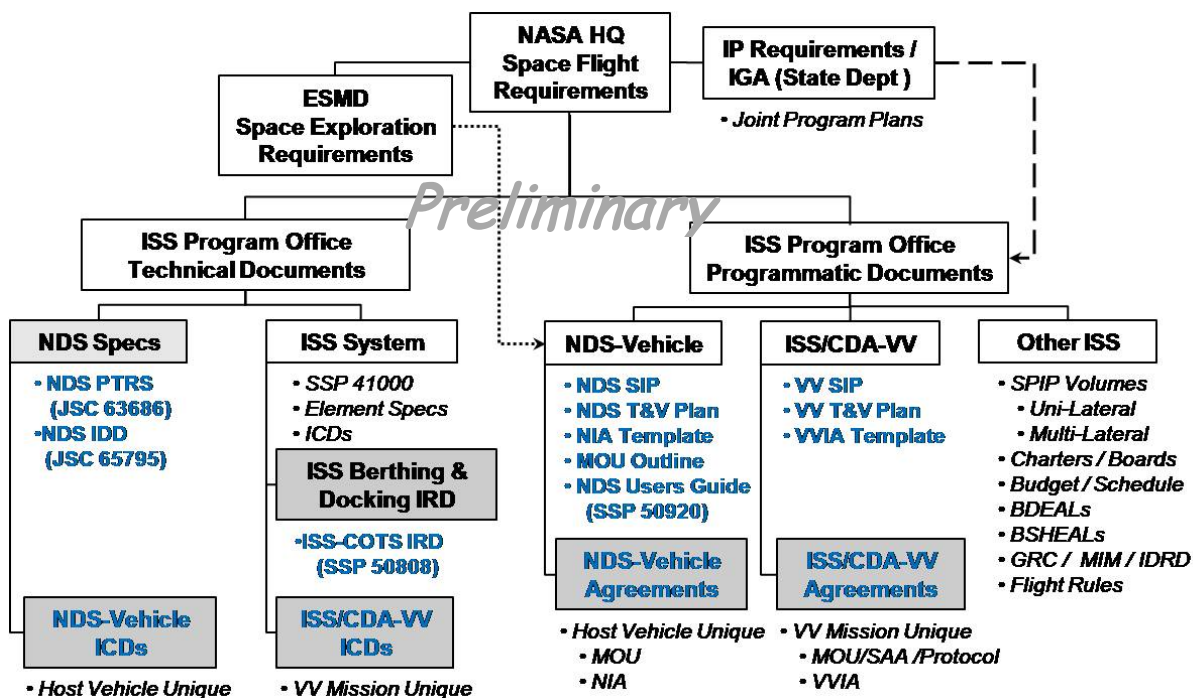 NASA HQ
Space Flight
Requirements
IP Requirements /
IGA (State Dept )
• Joint Program Plans
ESMD
Space Exploration
Requirements
Preliminary
ISS Program Office
Technical Documents
ISS Program Office
Programmatic Documents
NDS Specs
• NDS PTRS
(JSC 63686)
•NDS IDD
(JSC 65795)
NDS-Vehicle
ICDs
• Host Vehicle Unique
ISS System
• SSP 41000
• Element Specs
• ICDs
ISS Berthing &
Docking IRD
•ISS-COTS IRD
(SSP 50808)
ISS/CDA-VV
ICDs
• VV Mission Unique
NDS-Vehicle
• NDS SIP
• NDS T&V Plan
• NIA Template
• MOU Outline
• NDS Users Guide
(SSP 50920)
NDS-Vehicle
Agreements
• Host Vehicle Unique
• MOU
• NIA
ISS/CDA-VV
• VV SIP
• VV T&V Plan
• VVIA Template
ISS/CDA-VV
Agreements
• VV Mission Unique
• MOU/SAA /Protocol
• VVIA
Other ISS
• SPIP Volumes
• Uni-Lateral
• Multi-Lateral
• Charters / Boards
• Budget / Schedule
• BDEALs
• BSHEALs
• GRC / MIM / IDRD
• Flight Rules